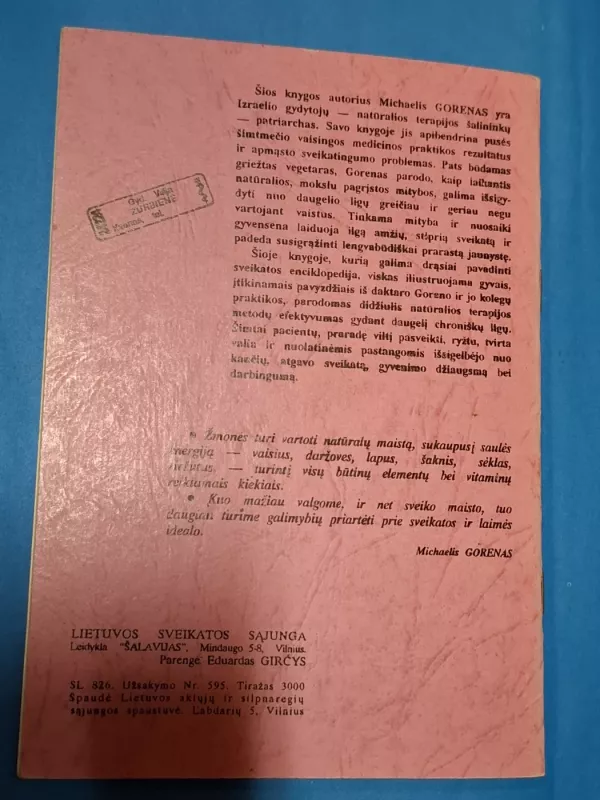 Šios knygos autorius Michaelis GORENAS yra
Izraelio gydytojų — natūralios terapijos šalininkų
— patriarchas. Savo knygoje jis apibendrina pusės
šimtmečio vaisingos medicinos praktikos rezultatus
ir apmąsto sveikatingumo problemas. Pats būdamas
griežtas vegetaras, Gorenas parodo, kaip laikantis
natūralios, mokslu pagrįstos mitybos, galima išsigy-
dyti nuo daugelio ligų greičiau ir geriau negu
vartojant vaistus. Tinkama mityba ir nuosaiki
gyvensena laiduoja ilgą amžių, stiprią sveikatą ir
padeda susigrąžinti lengvabūdiškai prarastą jaunystę.
Šioje knygoje, kurią galima drąsiai pavadinti
sveikatos enciklopedija, viskas iliustruojama gyvais,
įtikinamais pavyzdžiais iš daktaro Goreno ir jo kolegų
praktikos, parodomas didžiulis natūralios terapijos
metodų efektyvumas gydant daugelį chroniškų ligų.
Šimtai pacientų, praradę viltį pasveikti, ryžtu, tvirta
valia ir nuolatinėmis pastangomis išsigelbėjo nuo
kančių, atgavo sveikatą, gyvenimo džiaugsmą bei
darbingumą.
Gyd. Valia
ZURBIENĖ
Kaunas, tel.
• Žmonės turi vartoti natūralų maistą, sukaupusį saulės
energiją — vaisius, daržoves, lapus, šaknis, sėklas,
riešutus, — turintį visų būtinų elementų bei vitaminų
reikiamais kiekiais.
• Kuo mažiau valgome, ir net sveiko maisto, tuo
daugiau turime galimybių priartėti prie sveikatos ir laimės
idealo.
Michaelis GORENAS
LIETUVOS SVEIKATOS SĄJUNGA
Leidykla "ŠALAVIJAS", Mindaugo 5-8, Vilnius.
Parengė Eduardas GIRČYS
SL 826. Užsakymo Nr. 595. Tiražas 3000
Spaudė Lietuvos aklųjų ir silpnaregių
sąjungos spaustuvė. Labdarių 5, Vilnius